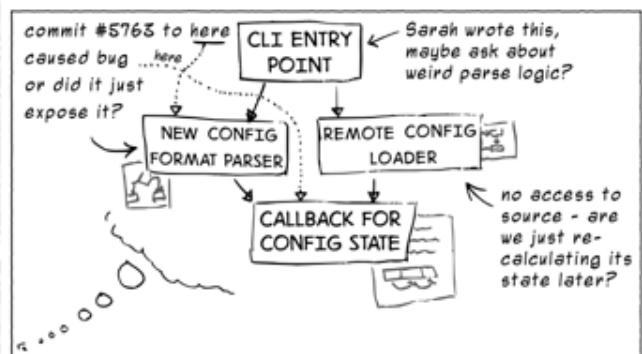 commit #5763 to here
caused bug
here
or did it just
expose it?
CLI ENTRY
POINT
Sarah wrote this,
maybe ask about
weird parse logic?
NEW CONFIG
FORMAT PARSER
REMOTE CONFIG
LOADER
CALLBACK FOR
CONFIG STATE
no access to
source - are
we just re-
calculating its
state later?